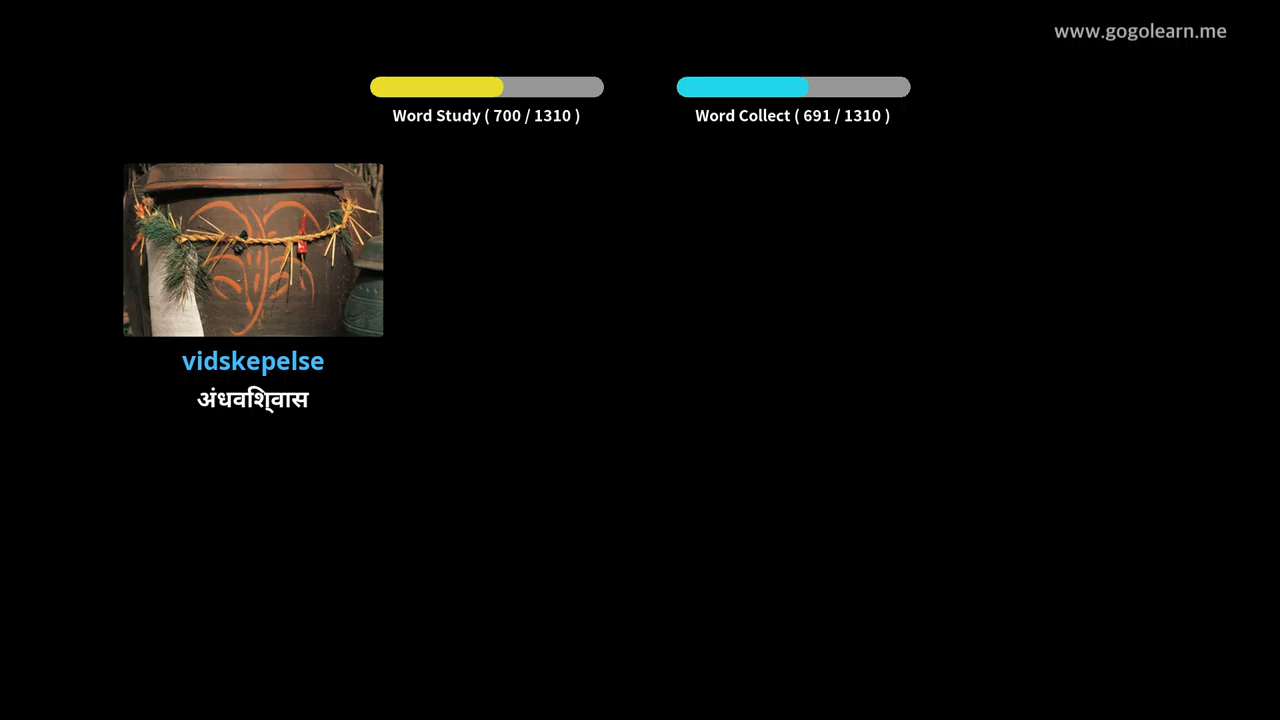 www.gogolearn.me
Word Study ( 700 / 1310 )
Word Collect ( 691 / 1310 )
vidskepelse
अंधविश्वास